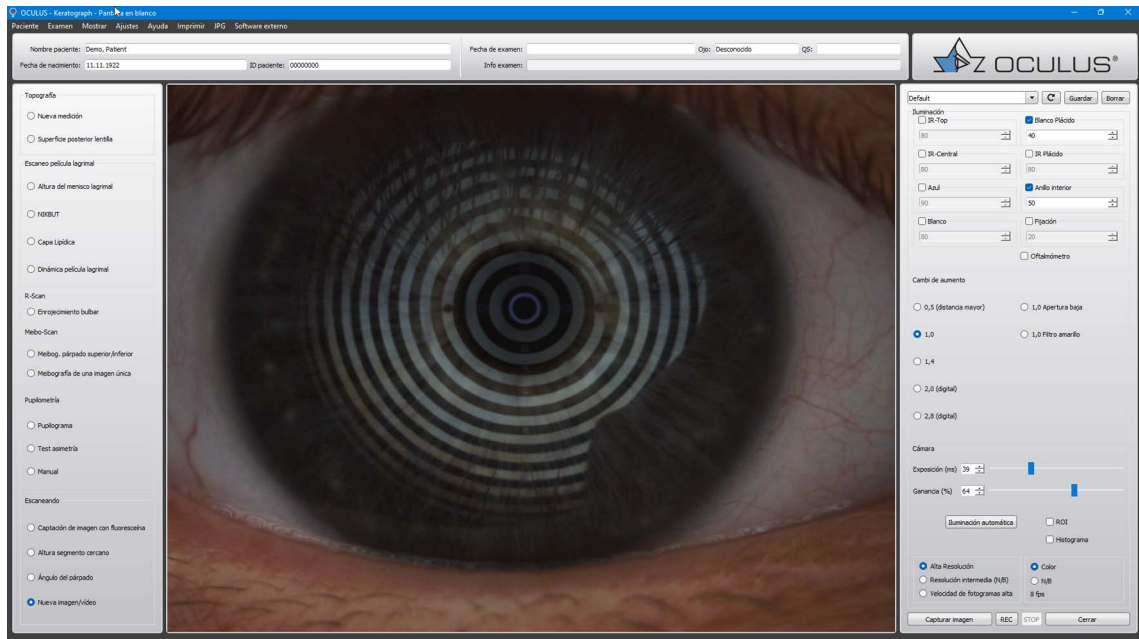 OCULUS - Keratograph - Pantalla en blanco
Paciente Examen Mostrar Ajustes Ayuda Imprimir JPG Software externo
Nombre paciente: Demo, Patient
Fecha de nacimiento: 11.11.1922 ID paciente: 00000000
Fecha de examen: Ojo: Desconocido QS:
Info examen:
OCULUS®
Topografía
Nueva medición
Superficie posterior lentilla
Escaneo película lagrimal
Altura del menisco lagrimal
NIKBUT
Capa Lipídica
Dinámica película lagrimal
R-Scan
Enrojecimiento bulbar
Meibo-Scan
Meibog. párpado superior/inferior
Meibografía de una imagen única
Pupilometría
Pupilograma
Test asimetría
Manual
Escaneando
Captación de imagen con fluoresceína
Altura segmento cercano
Ángulo del párpado
Nueva imagen/vídeo
Default Guardar Borrar
Iluminación
IR-Top Blanco Plácido
80 40
IR-Central IR Plácido
80 80
Azul Anillo interior
90 50
Blanco Fijación
80 20
Oftalmómetro
Cambi de aumento
0,5 (distancia mayor) 1,0 Apertura baja
1,0 1,0 Filtro amarillo
1,4
2,0 (digital)
2,8 (digital)
Cámara
Exposición (ms) 39
Ganancia (%) 64
Iluminación automática ROI
Histograma
Alta Resolución Color
Resolución intermedia (N/B) N/B
Velocidad de fotogramas alta 8 fps
Capturar imagen REC STOP Cerrar